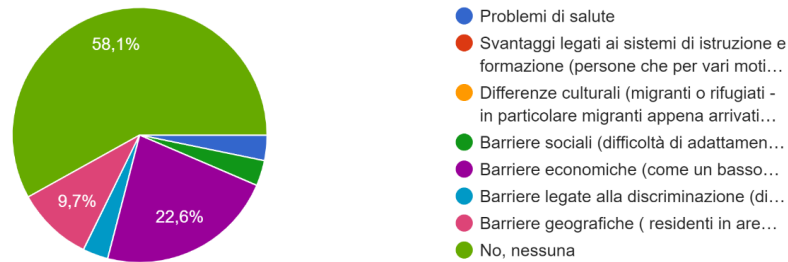 58,1%
9,7%
22,6%
Problemi di salute
Svantaggi legati ai sistemi di istruzione e
formazione (persone che per vari moti…
Differenze culturali (migranti o rifugiati -
in particolare migranti appena arrivati…
Barriere sociali (difficoltà di adattamen…
Barriere economiche (come un basso…
Barriere legate alla discriminazione (di…
Barriere geografiche ( residenti in are…
No, nessuna